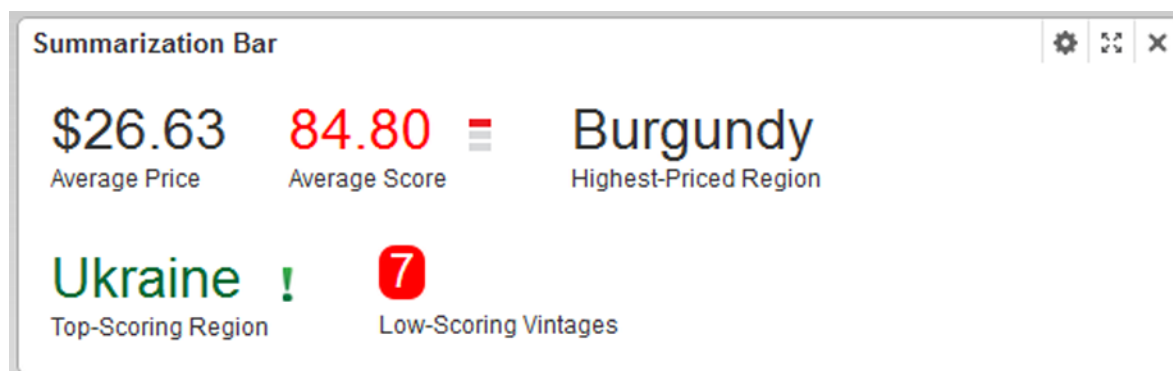 Summarization Bar
$26.63 84.80 Burgundy
Average Price Average Score Highest-Priced Region
Ukraine ! 7
Top-Scoring Region Low-Scoring Vintages